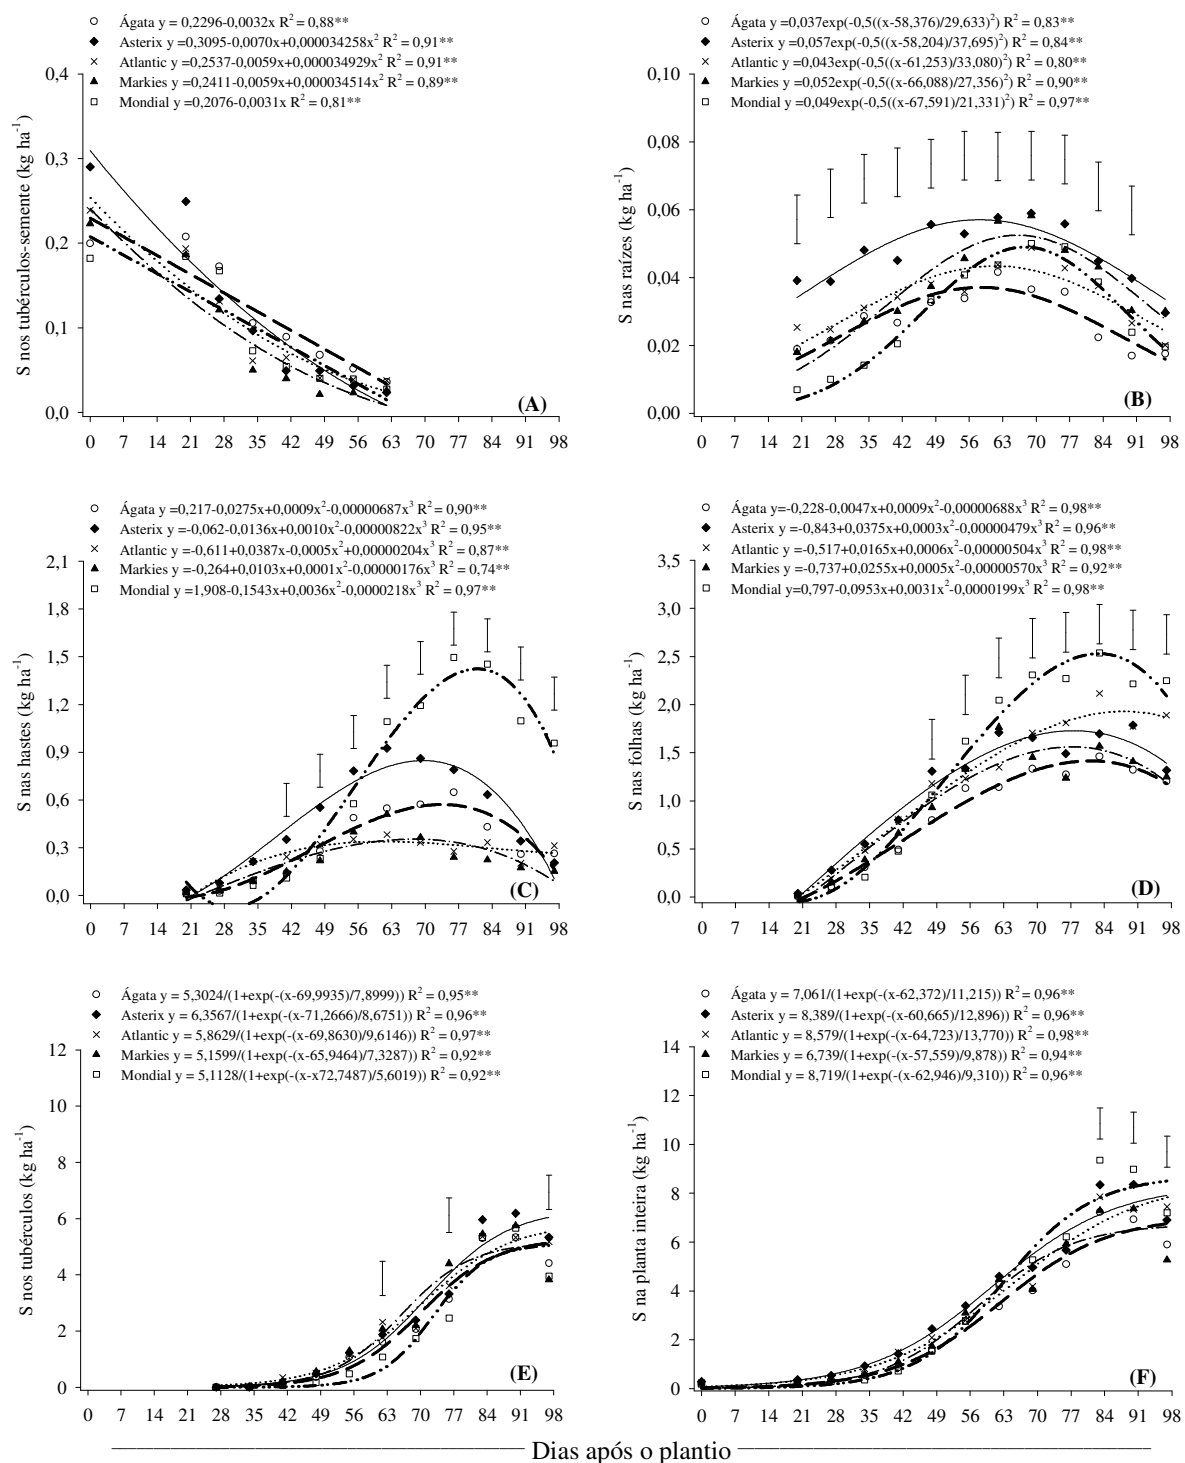 Ágata y = 0,2296-0,0032x R² = 0,88**
Asterix y =0,3095-0,0070x+0,000034258x² R² = 0,91**
Atlantic y =0,2537-0,0059x+0,000034929x² R² = 0,91**
Markies y =0,2411-0,0059x+0,000034514x² R² = 0,89**
Mondial y =0,2076-0,0031x R² = 0,81**
S nos tubérculos-semente (kg ha⁻¹)
0,4
0,3
0,2
0,1
0,0
(A)
0 7 14 21 28 35 42 49 56 63 70 77 84 91 98
Ágata y =0,037exp(-0,5((x-58,376)/29,633)²) R² = 0,83**
Asterix y =0,057exp(-0,5((x-58,204)/37,695)²) R² = 0,84**
Atlantic y =0,043exp(-0,5((x-61,253)/33,080)²) R² = 0,80**
Markies y =0,052exp(-0,5((x-66,088)/27,356)²) R² = 0,90**
Mondial y =0,049exp(-0,5((x-67,591)/21,331)²) R² = 0,97**
S nas raízes (kg ha⁻¹)
0,10
0,08
0,06
0,04
0,02
0,00
(B)
0 7 14 21 28 35 42 49 56 63 70 77 84 91 98
Ágata y =0,217-0,0275x+0,0009x²-0,00000687x³ R² = 0,90**
Asterix y =-0,062-0,0136x+0,0010x²-0,00000822x³ R² = 0,95**
Atlantic y =-0,611+0,0387x-0,0005x²+0,00000204x³ R² = 0,87**
Markies y =-0,264+0,0103x+0,0001x²-0,00000176x³ R² = 0,74**
Mondial y =1,908-0,1543x+0,0036x²-0,0000218x³ R² = 0,97**
S nas hastes (kg ha⁻¹)
2,1
1,8
1,5
1,2
0,9
0,6
0,3
0,0
(C)
0 7 14 21 28 35 42 49 56 63 70 77 84 91 98
Ágata y=-0,228-0,0047x+0,0009x²-0,00000688x³ R² = 0,98**
Asterix y =-0,843+0,0375x+0,0003x²-0,00000479x³ R² = 0,96**
Atlantic y =-0,517+0,0165x+0,0006x²-0,00000504x³ R² = 0,98**
Markies y =-0,737+0,0255x+0,0005x²-0,00000570x³ R² = 0,92**
Mondial y=0,797-0,0953x+0,0031x²-0,0000199x³ R² = 0,98**
S nas folhas (kg ha⁻¹)
3,5
3,0
2,5
2,0
1,5
1,0
0,5
0,0
(D)
0 7 14 21 28 35 42 49 56 63 70 77 84 91 98
Ágata y = 5,3024/(1+exp(-(x-69,9935)/7,8999)) R² = 0,95**
Asterix y = 6,3567/(1+exp(-(x-71,2666)/8,6751)) R² = 0,96**
Atlantic y = 5,8629/(1+exp(-(x-69,8630)/9,6146)) R² = 0,97**
Markies y = 5,1599/(1+exp(-(x-65,9464)/7,3287)) R² = 0,92**
Mondial y = 5,1128/(1+exp(-(x-x72,7487)/5,6019)) R² = 0,92**
S nos tubérculos (kg ha⁻¹)
12
10
8
6
4
2
0
(E)
0 7 14 21 28 35 42 49 56 63 70 77 84 91 98
Ágata y = 7,061/(1+exp(-(x-62,372)/11,215)) R² = 0,96**
Asterix y = 8,389/(1+exp(-(x-60,665)/12,896)) R² = 0,96**
Atlantic y = 8,579/(1+exp(-(x-64,723)/13,770)) R² = 0,98**
Markies y = 6,739/(1+exp(-(x-57,559)/9,878)) R² = 0,94**
Mondial y = 8,719/(1+exp(-(x-62,946)/9,310)) R² = 0,96**
S na planta inteira (kg ha⁻¹)
14
12
10
8
6
4
2
0
(F)
0 7 14 21 28 35 42 49 56 63 70 77 84 91 98
Dias após o plantio